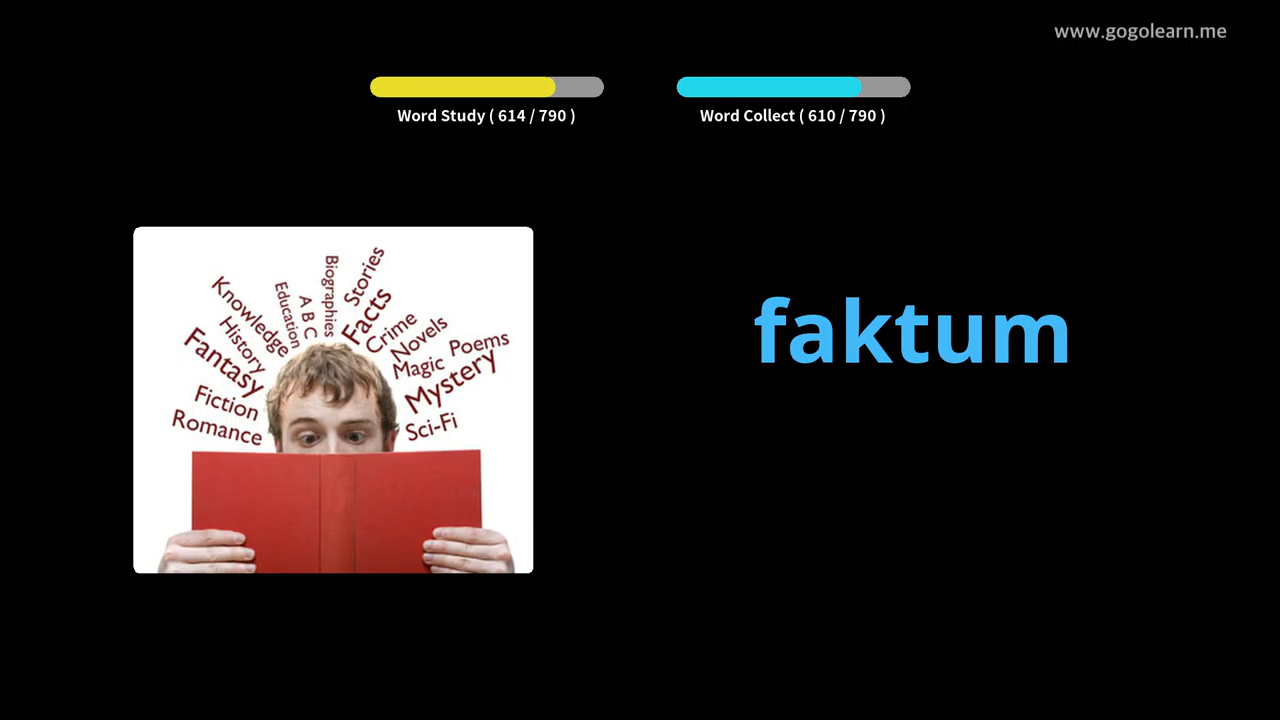 www.gogolearn.me
Word Study ( 614 / 790 )
Word Collect ( 610 / 790 )
Knowledge
Education
A B C
Biographies
Stories
Facts
Crime
Novels
Poems
History
Magic
Mystery
Fantasy
Fiction
Romance
Sci-Fi
faktum